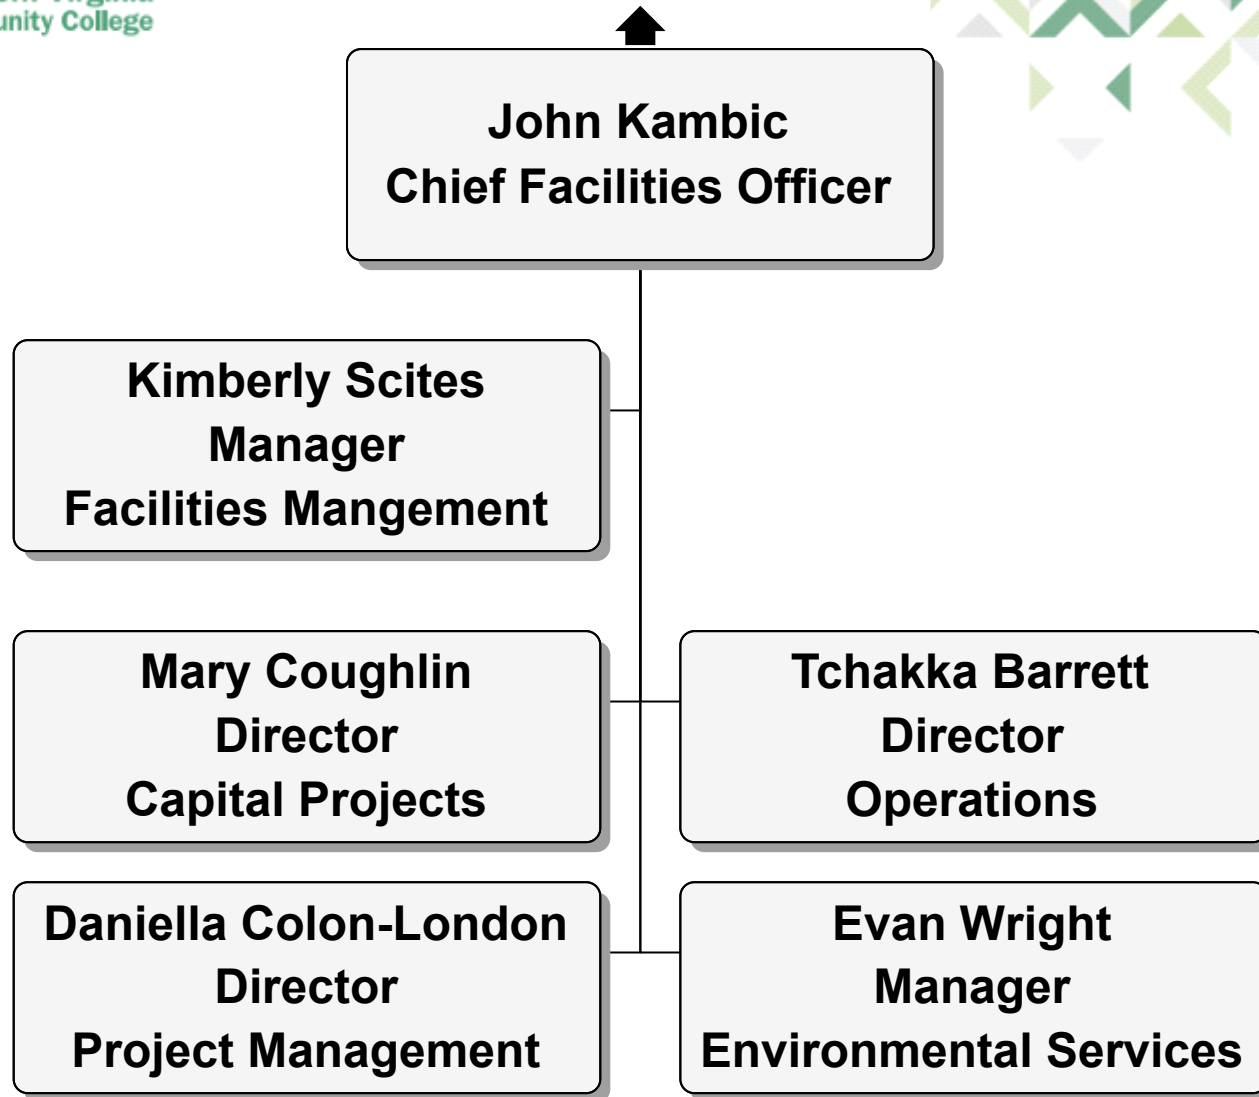 unity College
John Kambic
Chief Facilities Officer
Kimberly Scites
Manager
Facilities Mangement
Mary Coughlin
Director
Capital Projects
Tchakka Barrett
Director
Operations
Daniella Colon-London
Director
Project Management
Evan Wright
Manager
Environmental Services